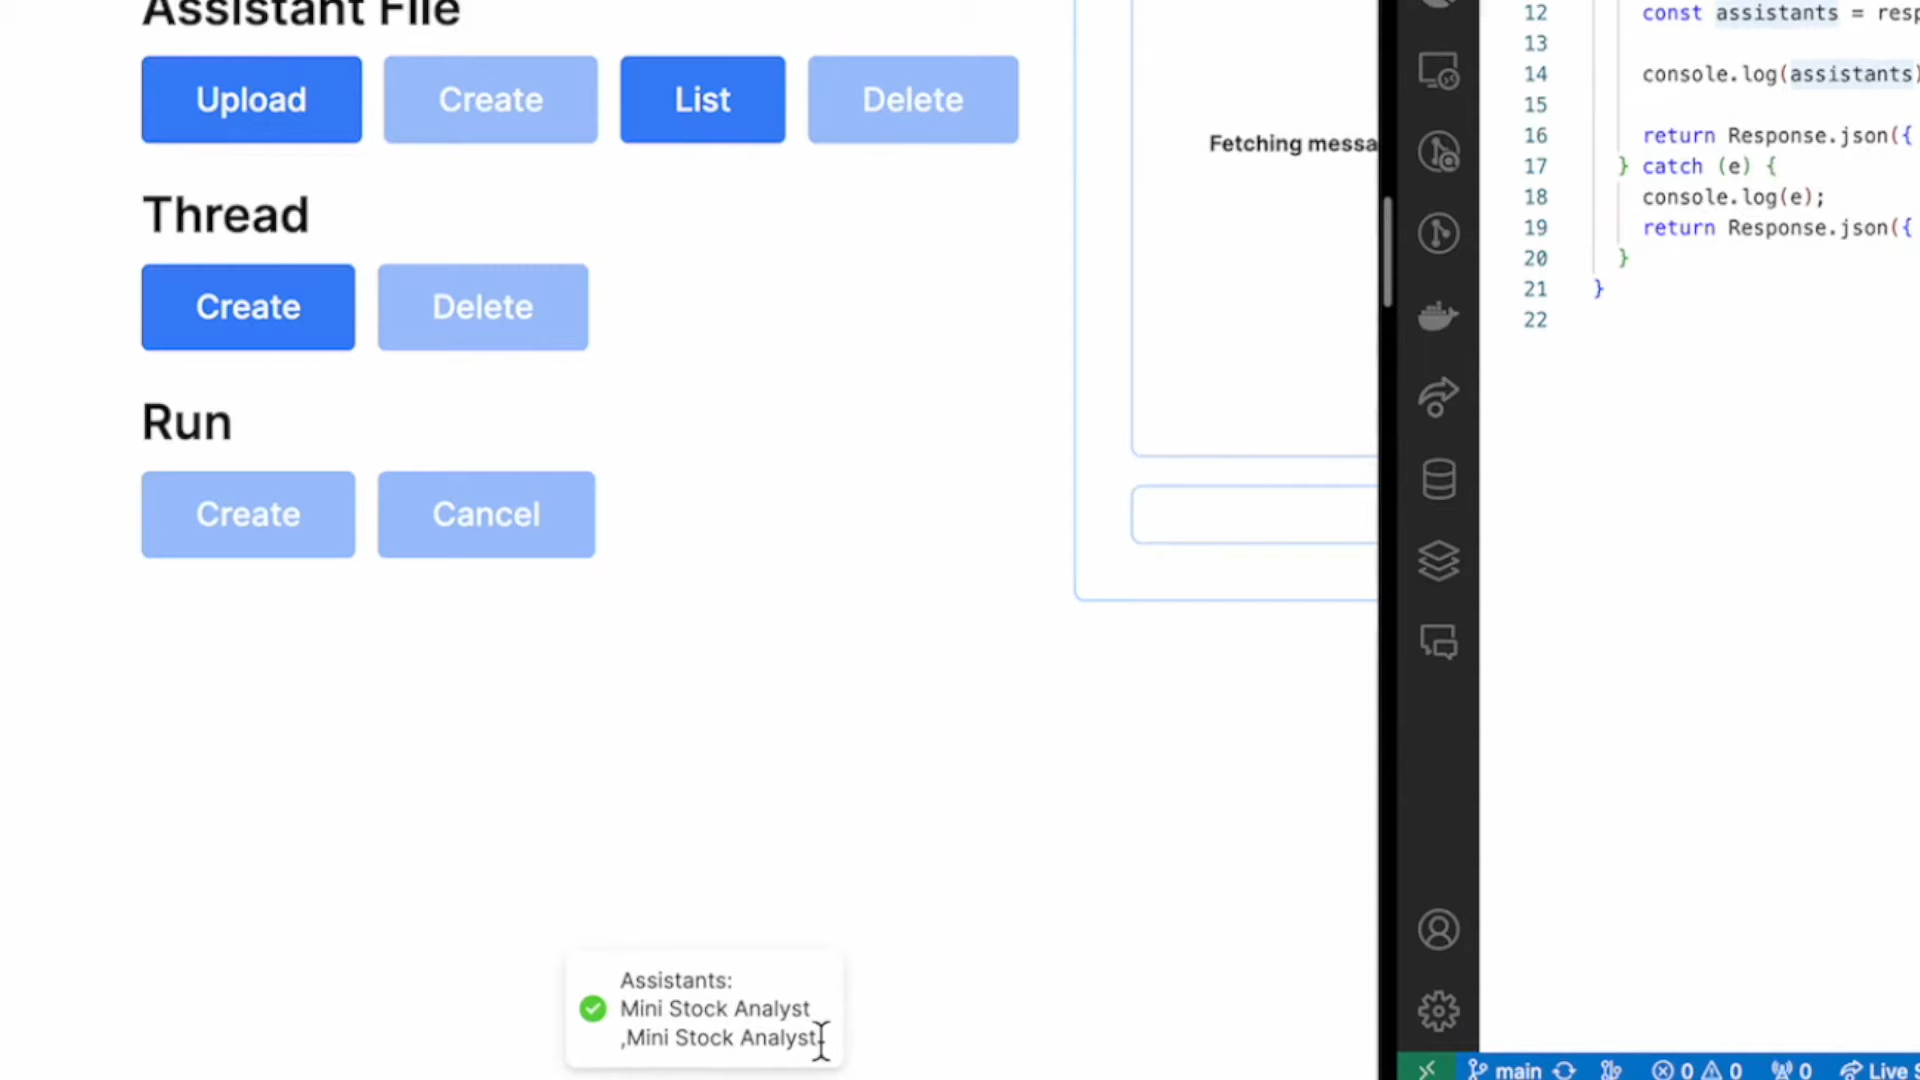 Assistant File
Upload Create List Delete
Thread
Create Delete
Run
Create Cancel
Fetching messa
Assistants:
Mini Stock Analyst
,Mini Stock Analyst
12 const assistants = resp
13
14 console.log(assistants)
15
16 return Response.json({
17 } catch (e) {
18 console.log(e);
19 return Response.json({
20 }
21 }
22
main 0 0 0 Live S